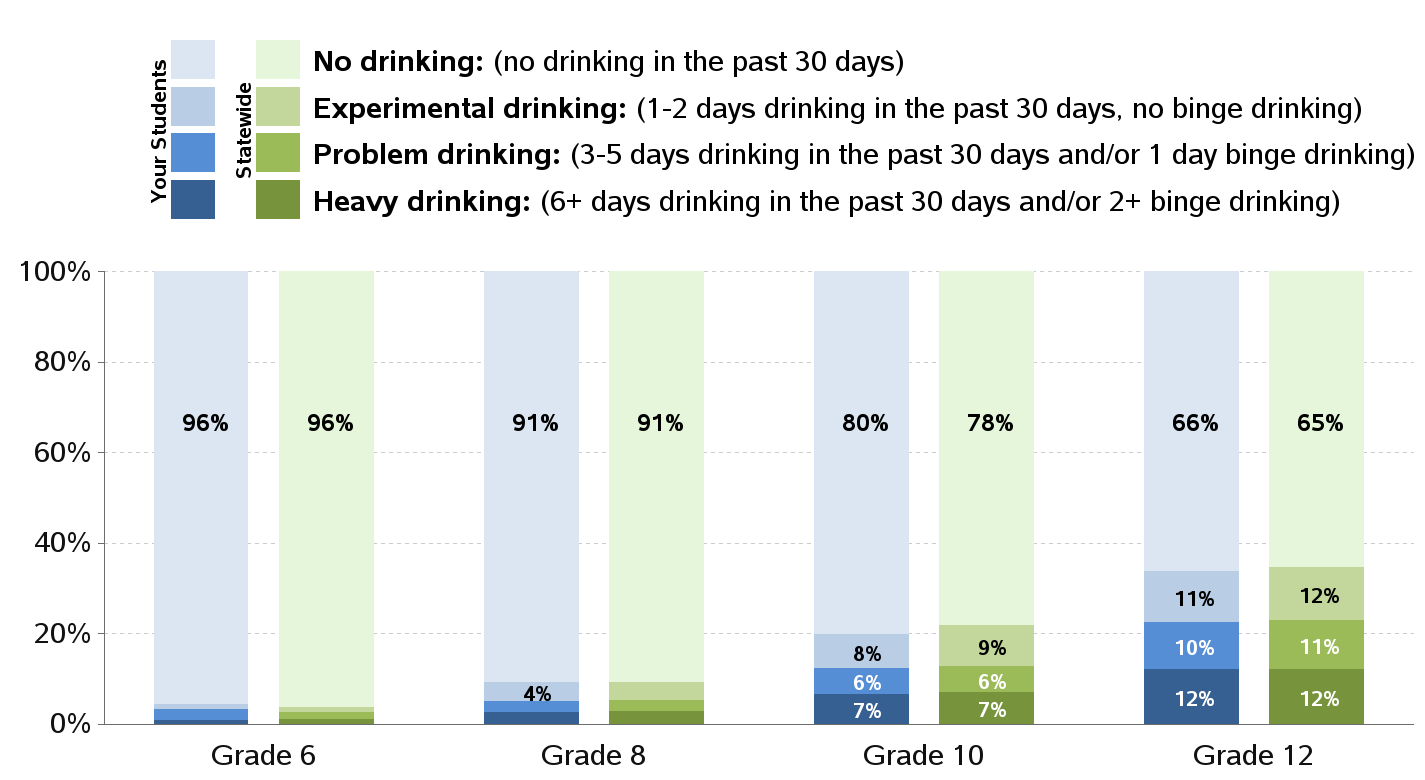 Your Students
Statewide
No drinking: (no drinking in the past 30 days)
Experimental drinking: (1-2 days drinking in the past 30 days, no binge drinking)
Problem drinking: (3-5 days drinking in the past 30 days and/or 1 day binge drinking)
Heavy drinking: (6+ days drinking in the past 30 days and/or 2+ binge drinking)
100%
80%
60%
40%
20%
0%
96% 96% 91% 91% 80% 78% 66% 65%
11% 12%
4% 8% 9% 10% 11%
6% 6%
7% 7% 12% 12%
Grade 6 Grade 8 Grade 10 Grade 12